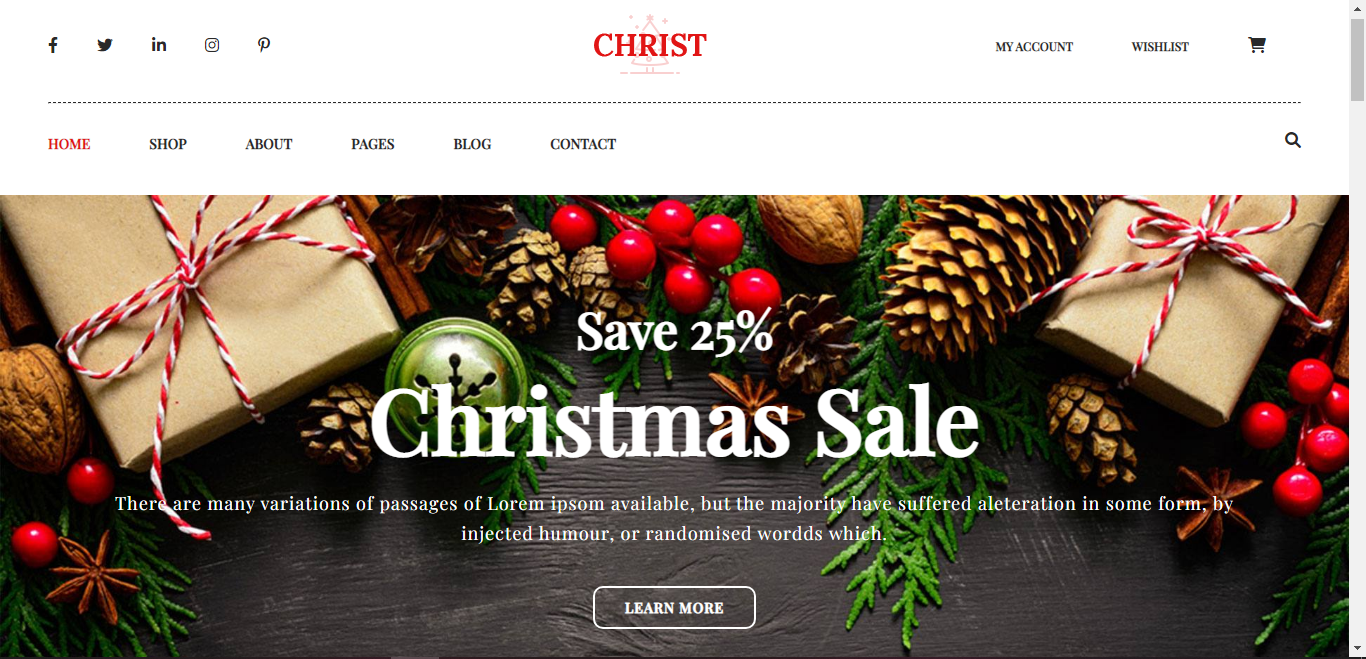 CHRIST
MY ACCOUNT
WISHLIST
HOME
SHOP
ABOUT
PAGES
BLOG
CONTACT
Save 25%
Christmas Sale
There are many variations of passages of Lorem ipsom available, but the majority have suffered aleteration in some form, by
injected humour, or randomised wordds which.
LEARN MORE